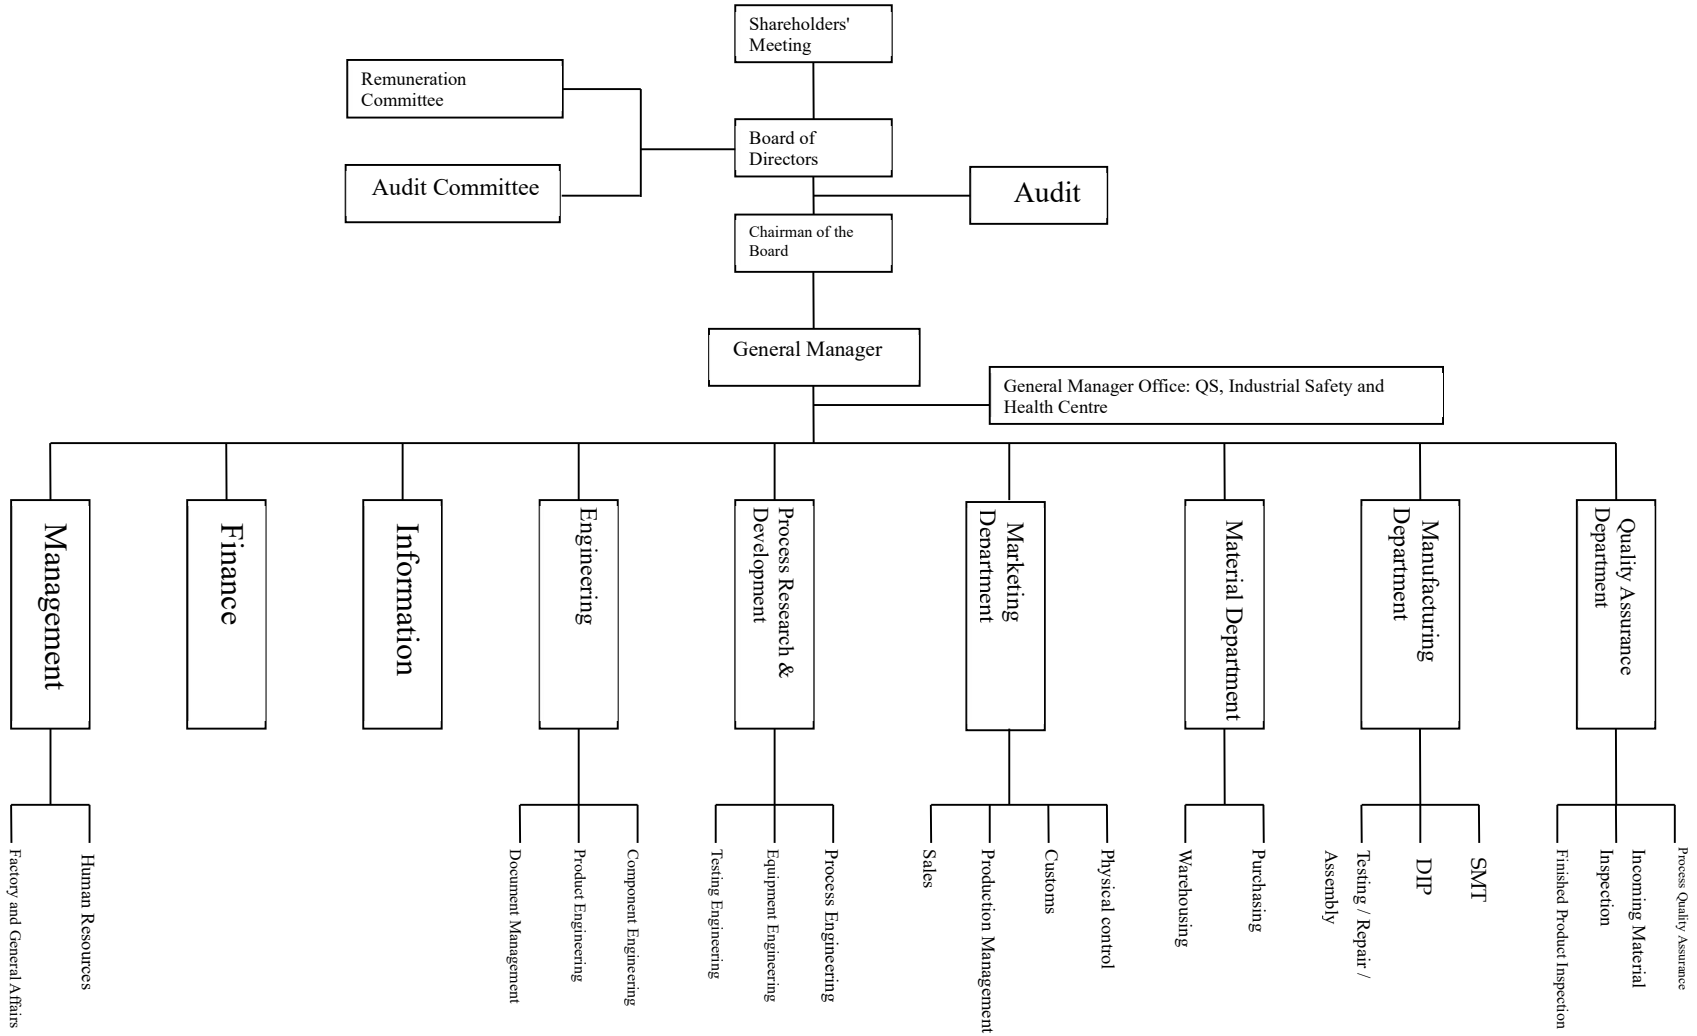 Shareholders'
Meeting
Remuneration
Committee
Board of
Directors
Audit Committee
Audit
Chairman of the
Board
General Manager
General Manager Office: QS, Industrial Safety and
Health Centre
Management
Finance
Information
Engineering
Process Research &
Development
Marketing
Department
Material Department
Manufacturing
Department
Quality Assurance
Department
Factory and General Affairs
Human Resources
Document Management
Product Engineering
Component Engineering
Testing Engineering
Equipment Engineering
Process Engineering
Sales
Production Management
Customs
Physical control
Warehousing
Purchasing
Testing / Repair /
Assembly
DIP
SMT
Finished Product Inspection
Incoming Material
Inspection
Process Quality Assurance